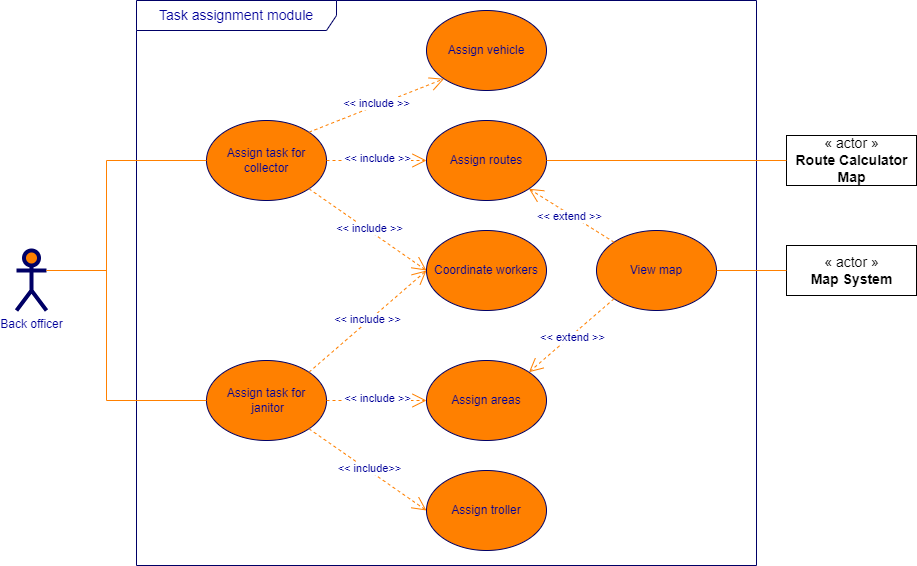 Task assignment module
Assign vehicle
<< include >>
Assign task for
collector
<< include >>
Assign routes
« actor »
Route Calculator
Map
<< include >>
<< extend >>
Coordinate workers
View map
« actor »
Map System
Back officer
<< include >>
<< extend >>
Assign task for
janitor
<< include >>
Assign areas
<< include>>
Assign troller